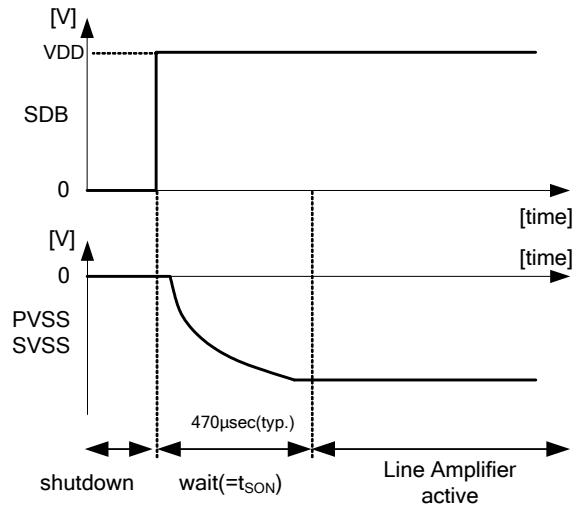 [V]
VDD
SDB
0
[time]
[V]
[time]
0
PVSS
SVSS
470μsec(typ.)
shutdown
wait(=tSON)
Line Amplifier
active